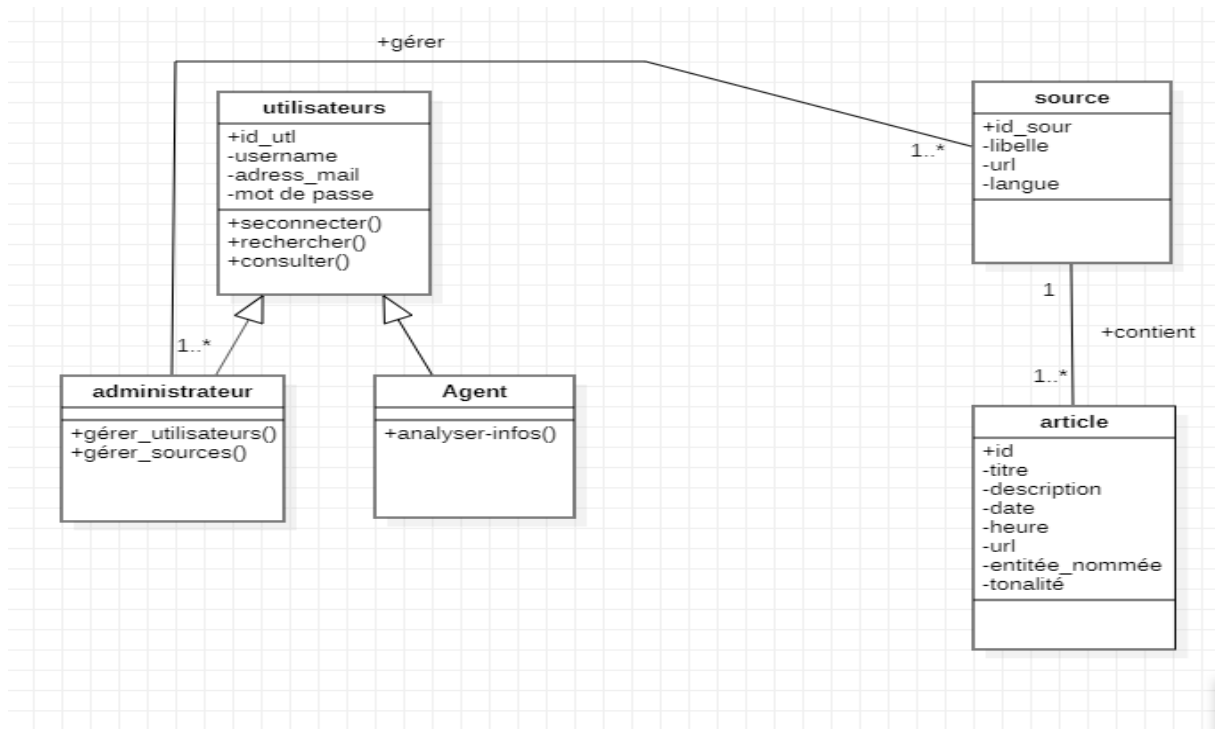 +gérer
utilisateurs
+id_utl
-username
-adress_mail
-mot de passe
+seconnecter()
+rechercher()
+consulter()
source
+id_sour
-libelle
-url
-langue
1..*
1
+contient
1..*
1..*
administrateur
+gérer_utilisateurs()
+gérer_sources()
Agent
+analyser-infos()
article
+id
-titre
-description
-date
-heure
-url
-entitée_nommée
-tonalité